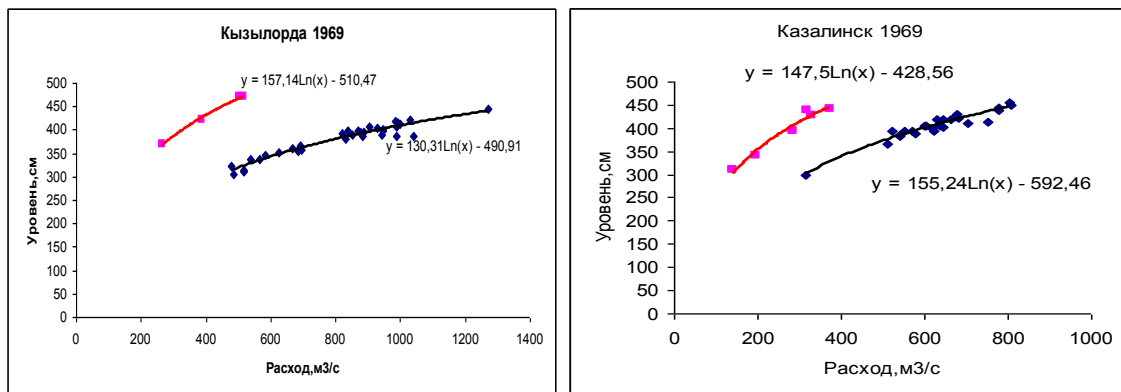 Кызылорда 1969
y = 157,14Ln(x) - 510,47
y = 130,31Ln(x) - 490,91
500
450
400
350
300
250
200
150
100
50
0
0 200 400 600 800 1000 1200 1400
Уровень,см
Расход,м3/с
Казалинск 1969
y = 147,5Ln(x) - 428,56
y = 155,24Ln(x) - 592,46
500
450
400
350
300
250
200
150
100
50
0
0 200 400 600 800 1000
Уровень,см
Расход,м3/с